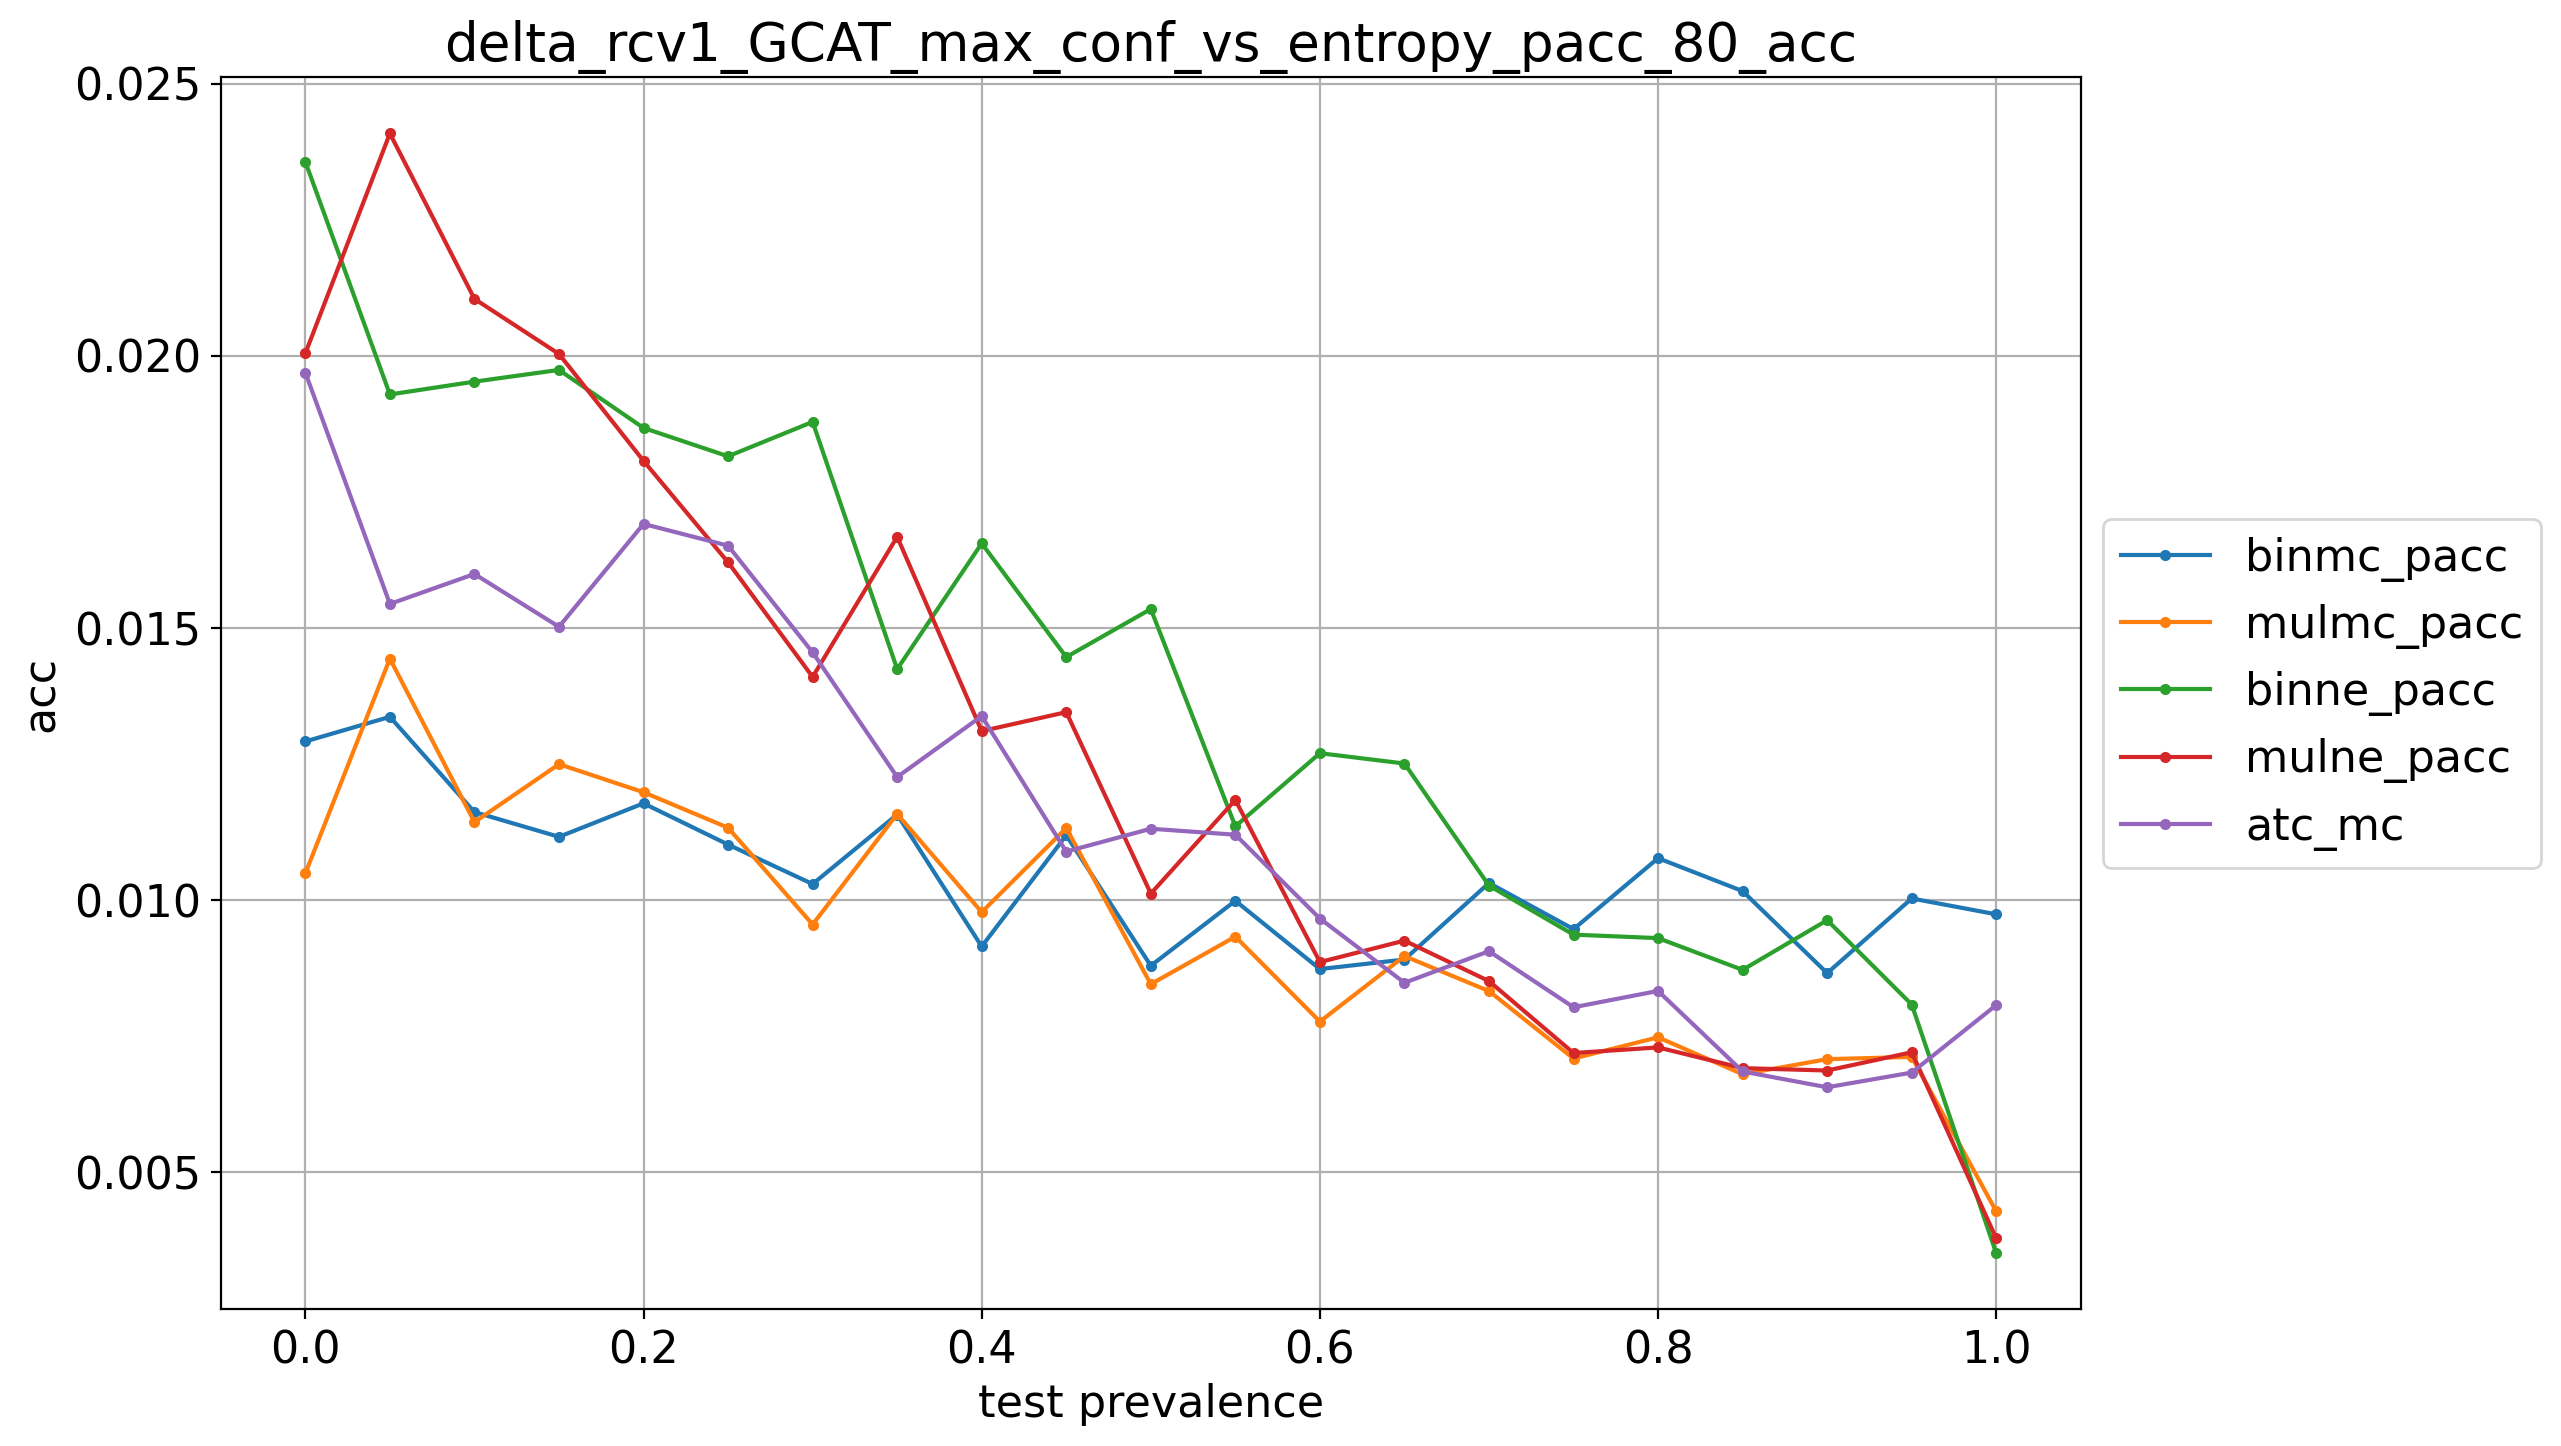 delta_rcv1_GCAT_max_conf_vs_entropy_pacc_80_acc
0.025
0.020
0.015
0.010
0.005
acc
0.0 0.2 0.4 0.6 0.8 1.0
test prevalence
binmc_pacc
mulmc_pacc
binne_pacc
mulne_pacc
atc_mc